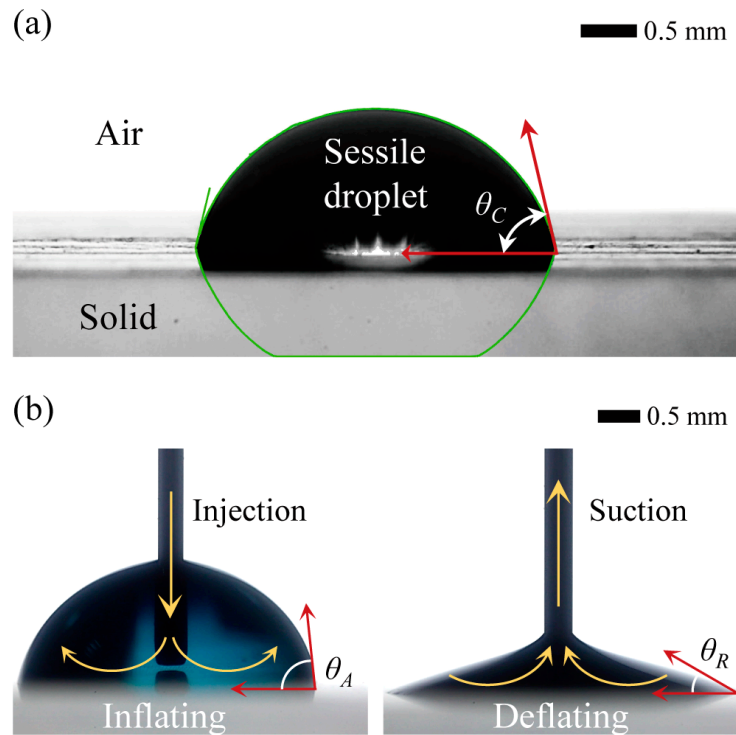 (a)
0.5 mm
Air
Sessile
droplet
θC
Solid
(b)
0.5 mm
Injection
θA
Inflating
Suction
θR
Deflating